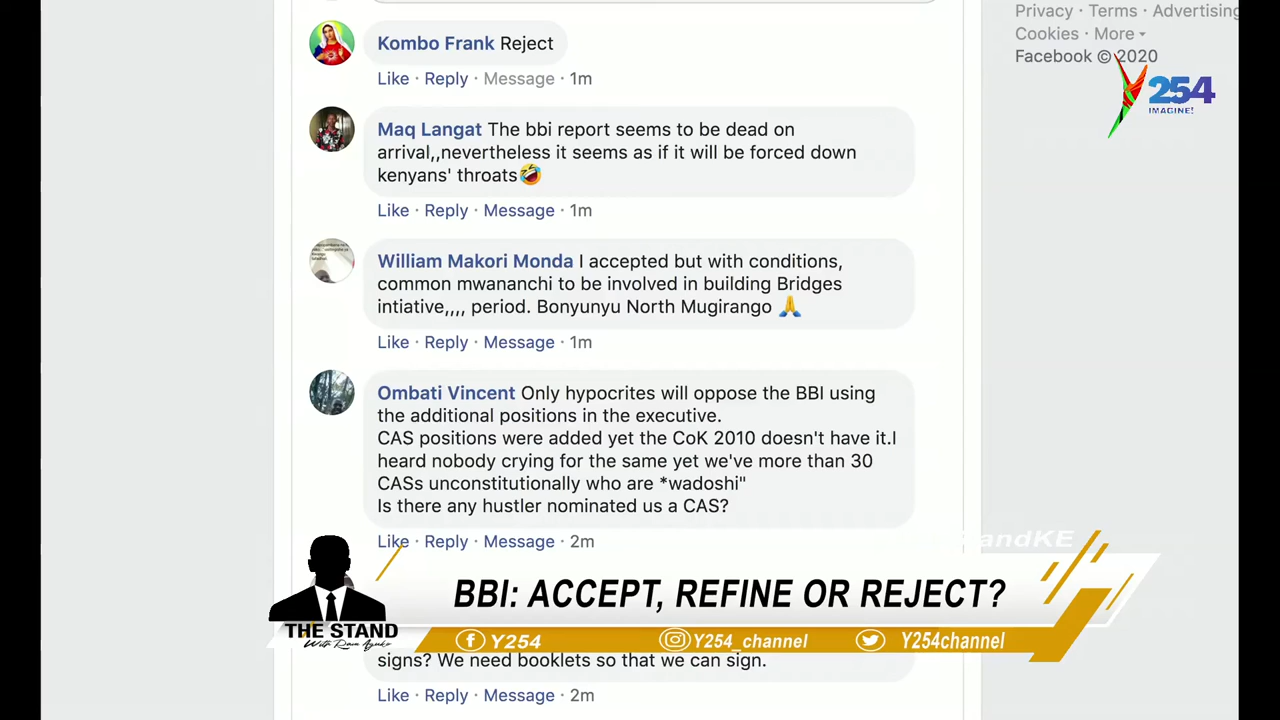 Privacy · Terms · Advertising
Cookies · More
Facebook © 2020
254
IMAGINE!
Kombo Frank Reject
Like · Reply · Message · 1m
Maq Langat The bbi report seems to be dead on
arrival,,nevertheless it seems as if it will be forced down
kenyans' throats🤣
Like · Reply · Message · 1m
William Makori Monda I accepted but with conditions,
common mwananchi to be involved in building Bridges
intiative,,,, period. Bonyunyu North Mugirango 🙏
Like · Reply · Message · 1m
Ombati Vincent Only hypocrites will oppose the BBI using
the additional positions in the executive.
CAS positions were added yet the CoK 2010 doesn't have it.I
heard nobody crying for the same yet we've more than 30
CASs unconstitutionally who are *wadoshi"
Is there any hustler nominated us a CAS?
Like · Reply · Message · 2m
andKE
BBI: ACCEPT, REFINE OR REJECT?
THE STAND
Y254
Y254_channel
Y254channel
signs? We need booklets so that we can sign.
Like · Reply · Message · 2m